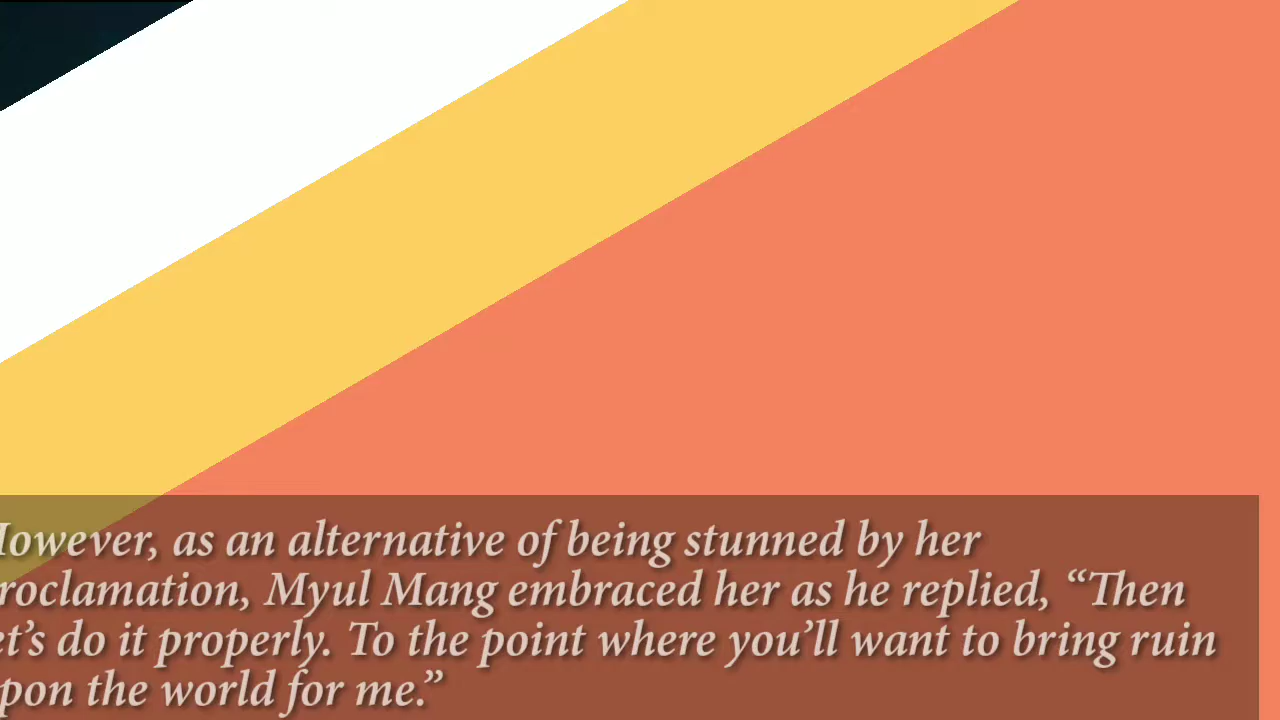 However, as an alternative of being stunned by her
roclamation, Myul Mang embraced her as he replied, “Then
et’s do it properly. To the point where you’ll want to bring ruin
pon the world for me.”